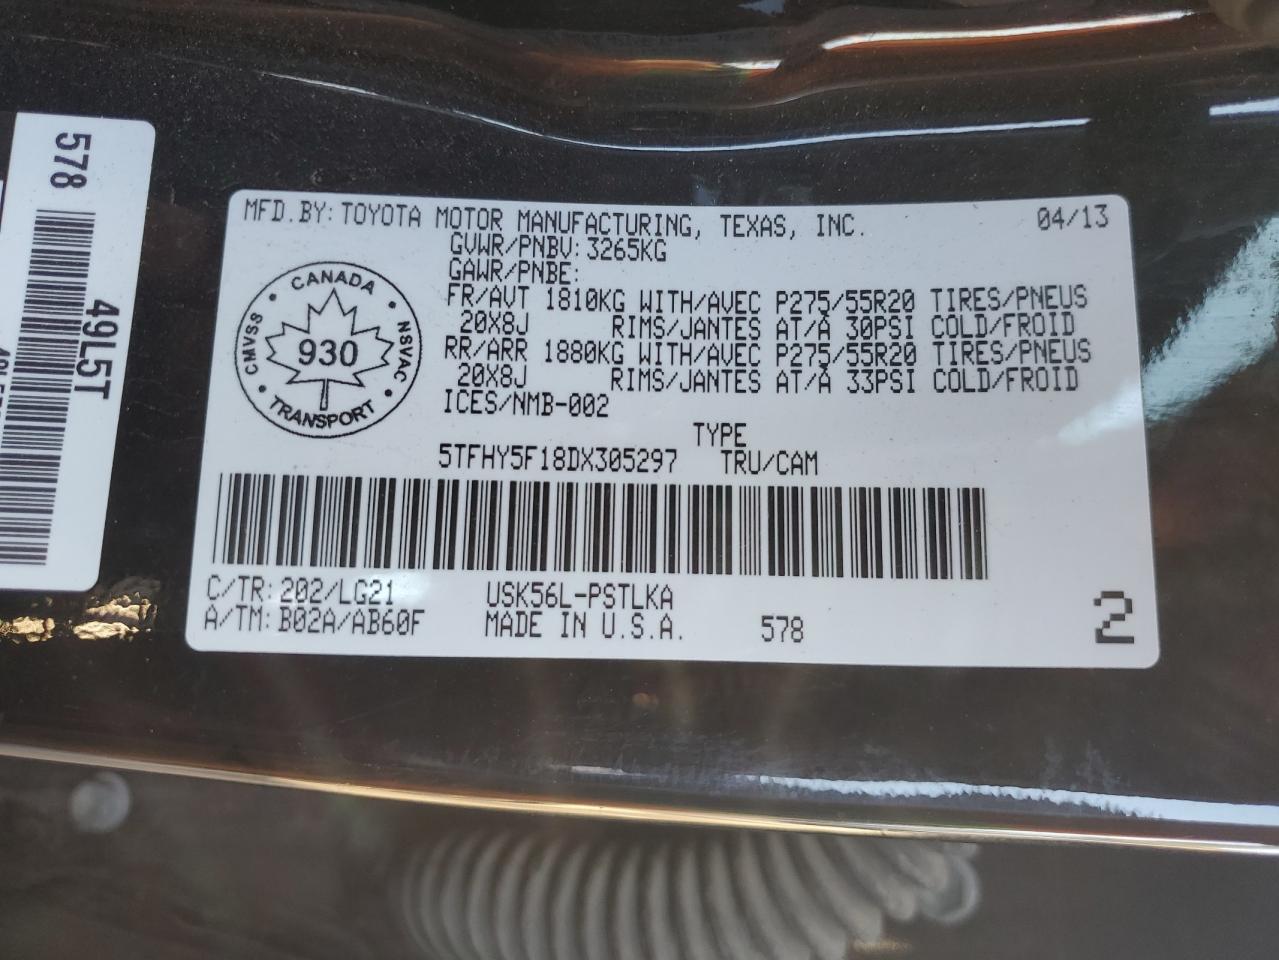 578
49L5T
MFD.BY: TOYOTA MOTOR MANUFACTURING, TEXAS, INC. 04/13
GVWR/PNBV: 3265KG
GAWR/PNBE:
FR/AVT 1810KG WITH/AVEC P275/55R20 TIRES/PNEUS
20X8J RIMS/JANTES AT/A 30PSI COLD/FROID
RR/ARR 1880KG WITH/AVEC P275/55R20 TIRES/PNEUS
20X8J RIMS/JANTES AT/A 33PSI COLD/FROID
ICES/NMB-002
CANADA
CMVSS
NSVAC
930
TRANSPORT
TYPE
5TFHY5F18DX305297 TRU/CAM
C/TR: 202/LG21 USK56L-PSTLKA
A/TM: B02A/AB60F MADE IN U.S.A. 578
2